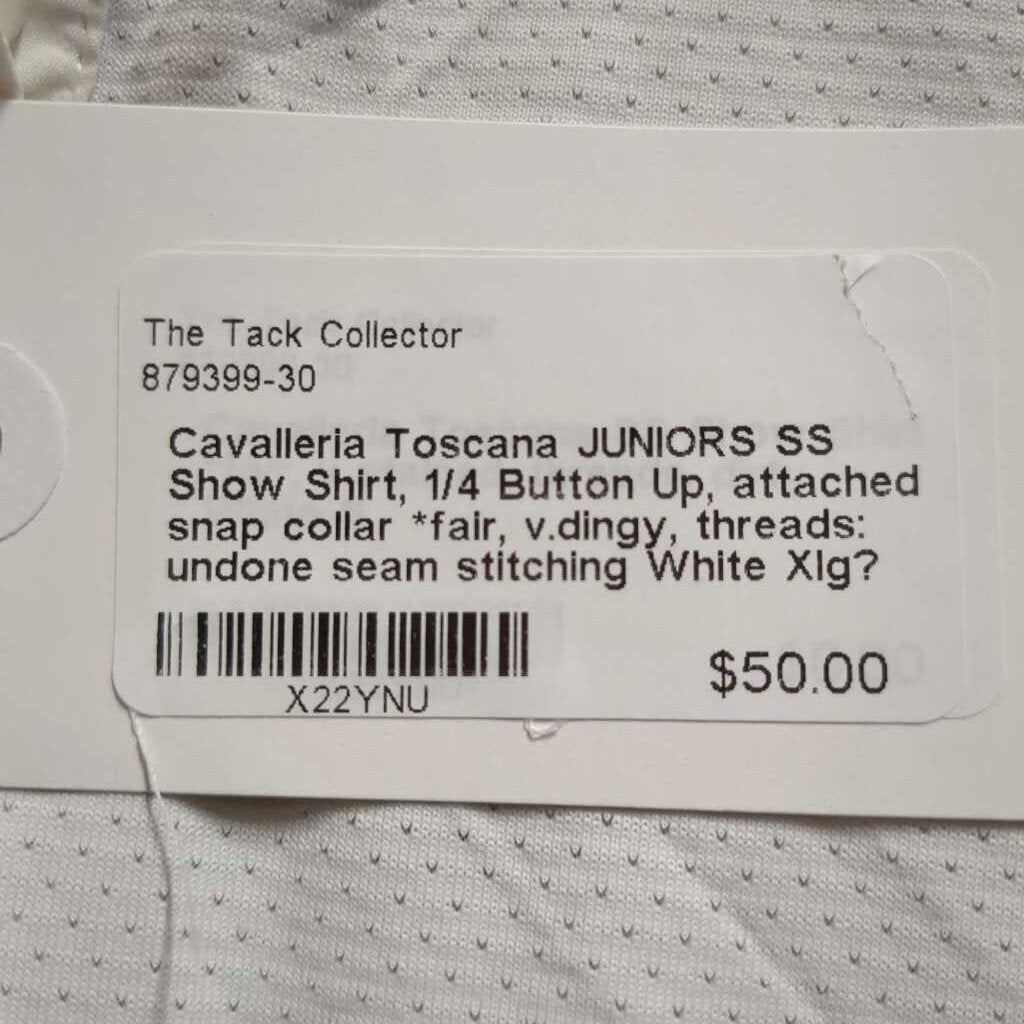 The Tack Collector
879399-30
Cavalleria Toscana JUNIORS SS
Show Shirt, 1/4 Button Up, attached
snap collar *fair, v.dingy, threads:
undone seam stitching White Xlg?
X22YNU
$50.00